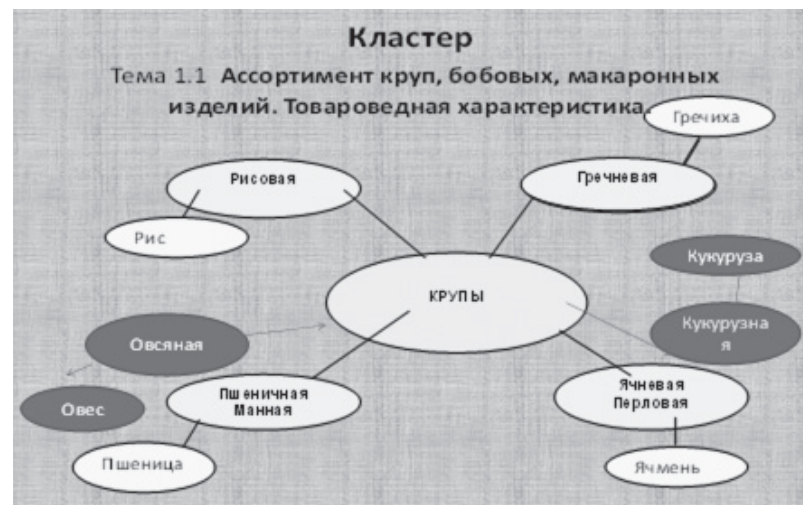 Кластер
Тема 1.1 Ассортимент круп, бобовых, макаронных
изделий. Товароведная характеристика.
Гречиха
Рисовая
Гречневая
Рис
Кукуруза
КРУПЫ
Кукурузна
я
Овсяная
Ячневая
Перловая
Пшеничная
Манная
Овес
Пшеница
Ячмень